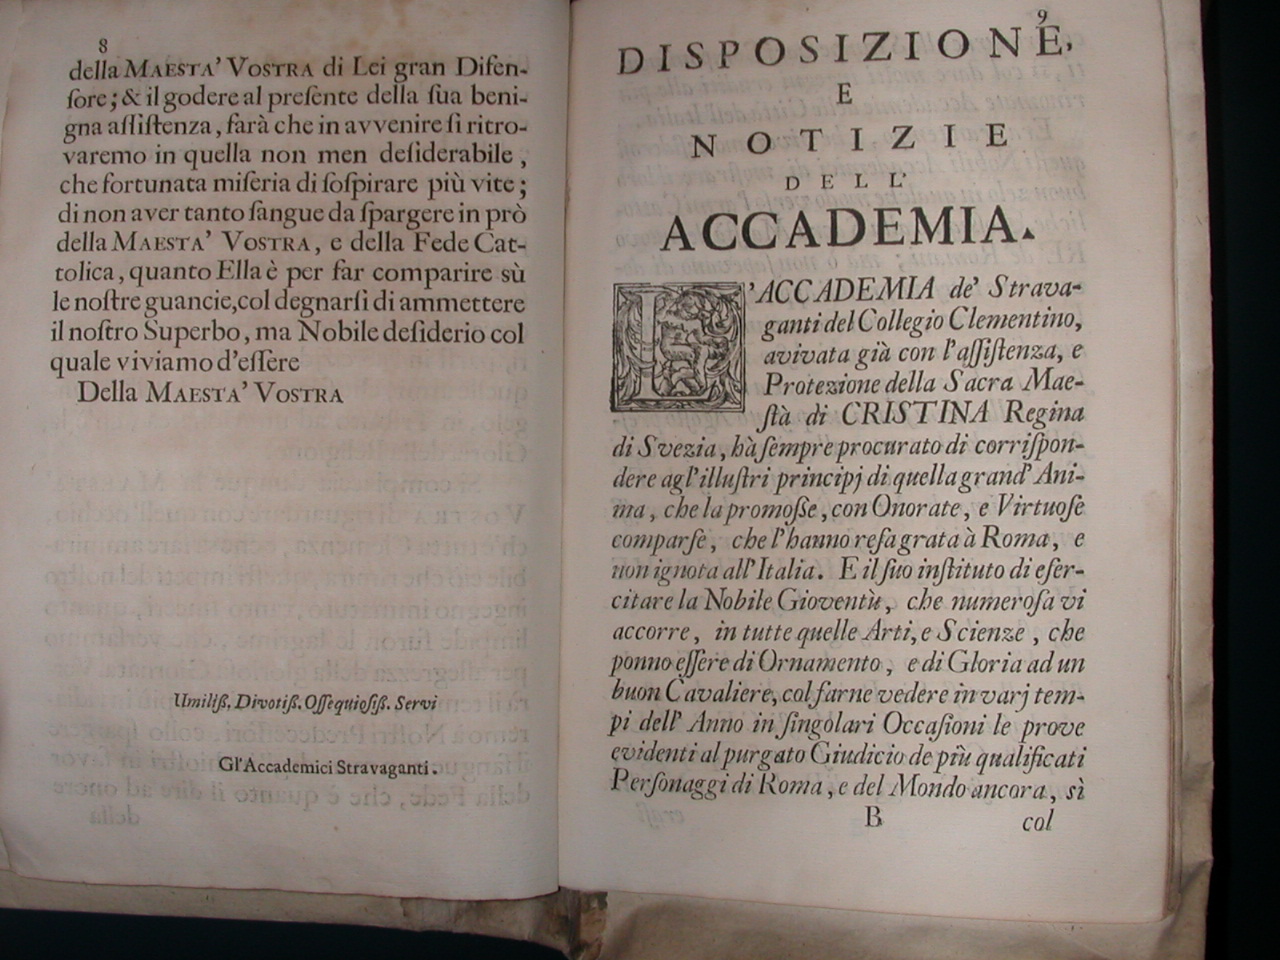 8
della MAESTA' VOSTRA di Lei gran Difen-
ſore; & il godere al preſente della ſua beni-
gna aſſiſtenza, farà che in avvenire ſi ritro-
varemo in quella non men deſiderabile,
che fortunata miſeria di ſoſpirare più vite;
di non aver tanto ſangue da ſpargere in prò
della MAESTA' VOSTRA, e della Fede Cat-
tolica, quanto Ella è per far comparire sù
le noſtre guancie, col degnarſi di ammettere
il noſtro Superbo, ma Nobile deſiderio col
quale viviamo d'eſſere
Della MAESTA' VOSTRA
Umiliß. Divotiß. Oſſequioſiß. Servi
Gl'Accademici Stravaganti.
9
DISPOSIZIONE,
E
NOTIZIE
DELL'
ACCADEMIA.
L'ACCADEMIA de' Strava-
ganti del Collegio Clementino,
avivata già con l'aſſiſtenza, e
Protezione della Sacra Mae-
ſtà di CRISTINA Regina
di Svezia, hà ſempre procurato di corriſpon-
dere agl'illuſtri principj di quella grand' Ani-
ma, che la promoſſe, con Onorate, e Virtuoſe
comparſe, che l'hanno reſa grata à Roma, e
non ignota all'Italia. E il ſuo inſtituto di eſer-
citare la Nobile Gioventù, che numeroſa vi
accorre, in tutte quelle Arti, e Scienze, che
ponno eſſere di Ornamento, e di Gloria ad un
buon Cavaliere, col farne vedere in varj tem-
pi dell' Anno in ſingolari Occaſioni le prove
evidenti al purgato Giudicio de più qualificati
Perſonaggi di Roma, e del Mondo ancora, sì
B col